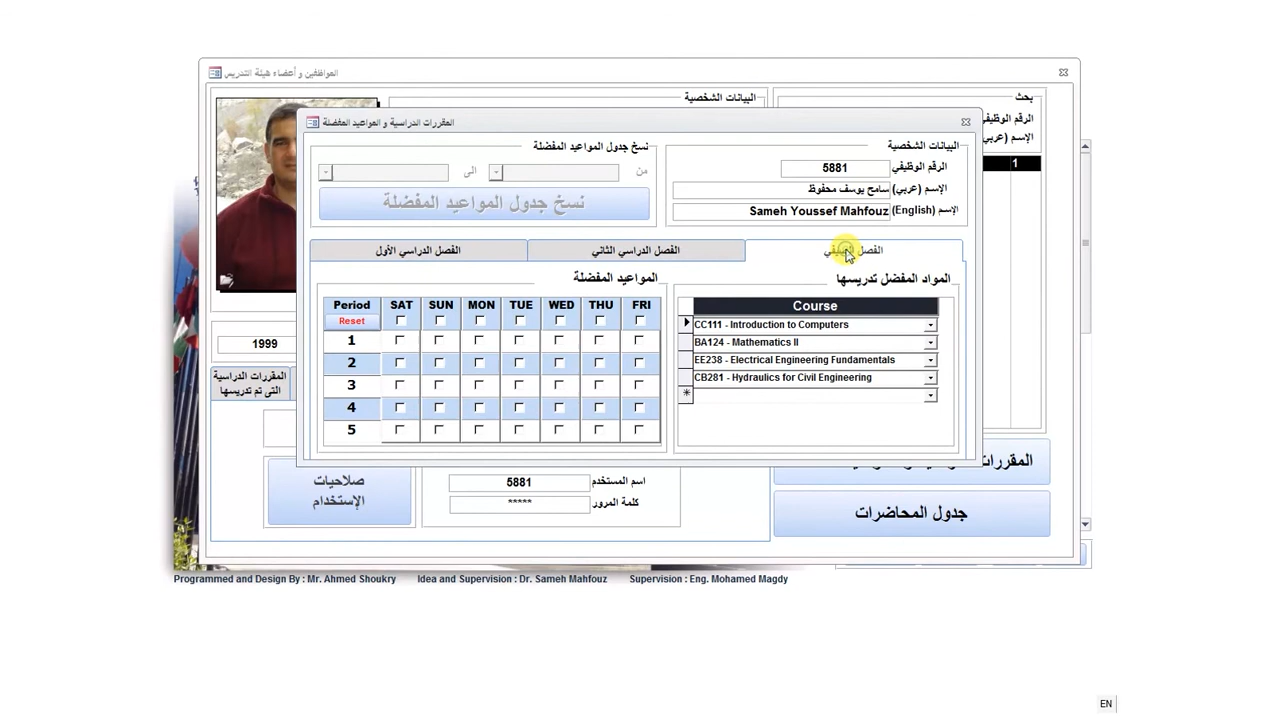 المواظفين و أعضاء هيئة التدريس
البيانات الشخصية
بحث
الرقم الوظيفي
الإسم (عربي)
1
المقررات الدراسية و المواعيد المفضلة
نسخ جدول المواعيد المفضلة
من
الى
نسخ جدول المواعيد المفضلة
البيانات الشخصية
الرقم الوظيفي
5881
الإسم (عربي)
سامح يوسف محفوظ
الإسم (English)
Sameh Youssef Mahfouz
الفصل الدراسي الأول
الفصل الدراسي الثاني
الفصل الصيفي
المواعيد المفضلة
Period SAT SUN MON TUE WED THU FRI
Reset
1
2
3
4
5
المواد المفضل تدريسها
Course
CC111 - Introduction to Computers
BA124 - Mathematics II
EE238 - Electrical Engineering Fundamentals
CB281 - Hydraulics for Civil Engineering
1999
المقررات الدراسية
التى تم تدريسها
صلاحيات
الإستخدام
اسم المستخدم
5881
كلمة المرور
*****
المقررات
جدول المحاضرات
Programmed and Design By : Mr. Ahmed Shoukry Idea and Supervision : Dr. Sameh Mahfouz Supervision : Eng. Mohamed Magdy
EN